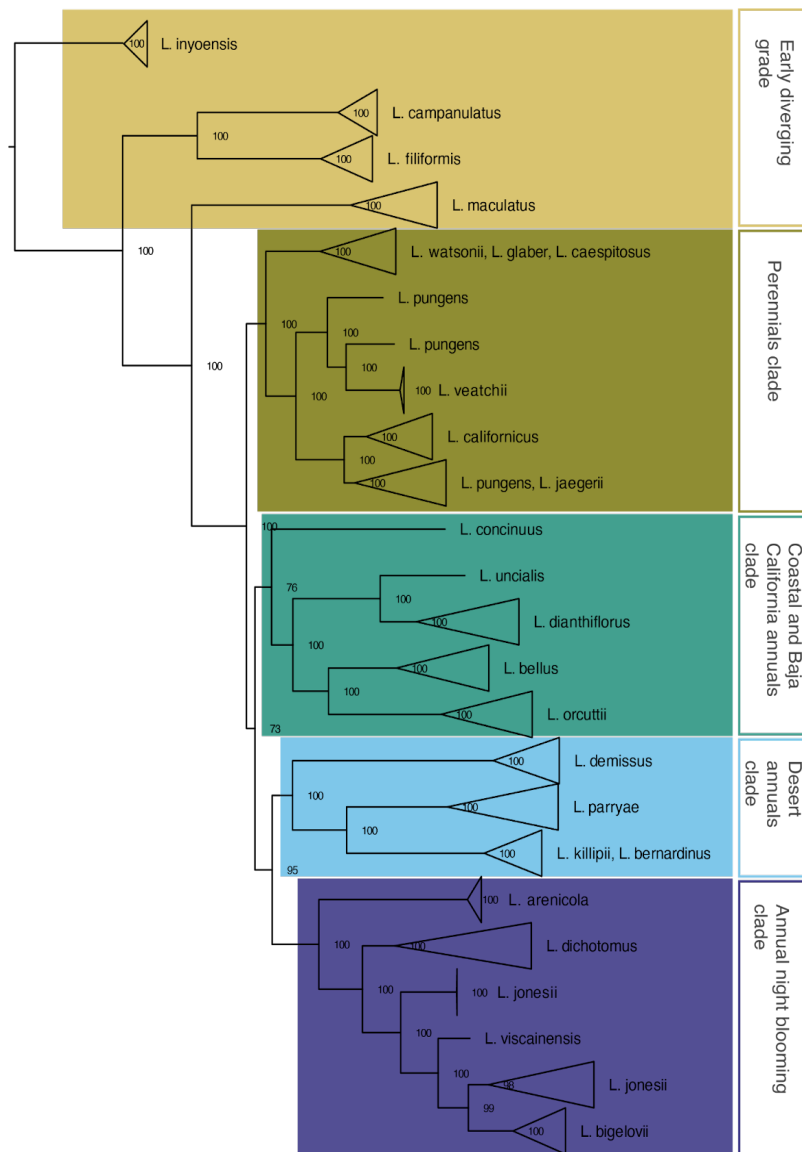 100
L. inyoensis
100
L. campanulatus
100
100
L. filiformis
100
L. maculatus
100
Early diverging
grade
100
L. watsonii, L. glaber, L. caespitosus
L. pungens
100
100
L. pungens
100
100
100
L. veatchii
100
100
L. californicus
100
100
L. pungens, L. jaegerii
Perennials clade
100
L. concinuus
L. uncialis
76
100
100
L. dianthiflorus
100
100
L. bellus
100
100
L. orcuttii
73
Coastal and Baja
California annuals
clade
100
L. demissus
100
100
L. parryae
100
100
L. killipii, L. bernardinus
95
Desert
annuals
clade
100
L. arenicola
100
100
L. dichotomus
100
100
L. jonesii
100
L. viscainensis
100
98
L. jonesii
99
100
L. bigelovii
Annual night blooming
clade